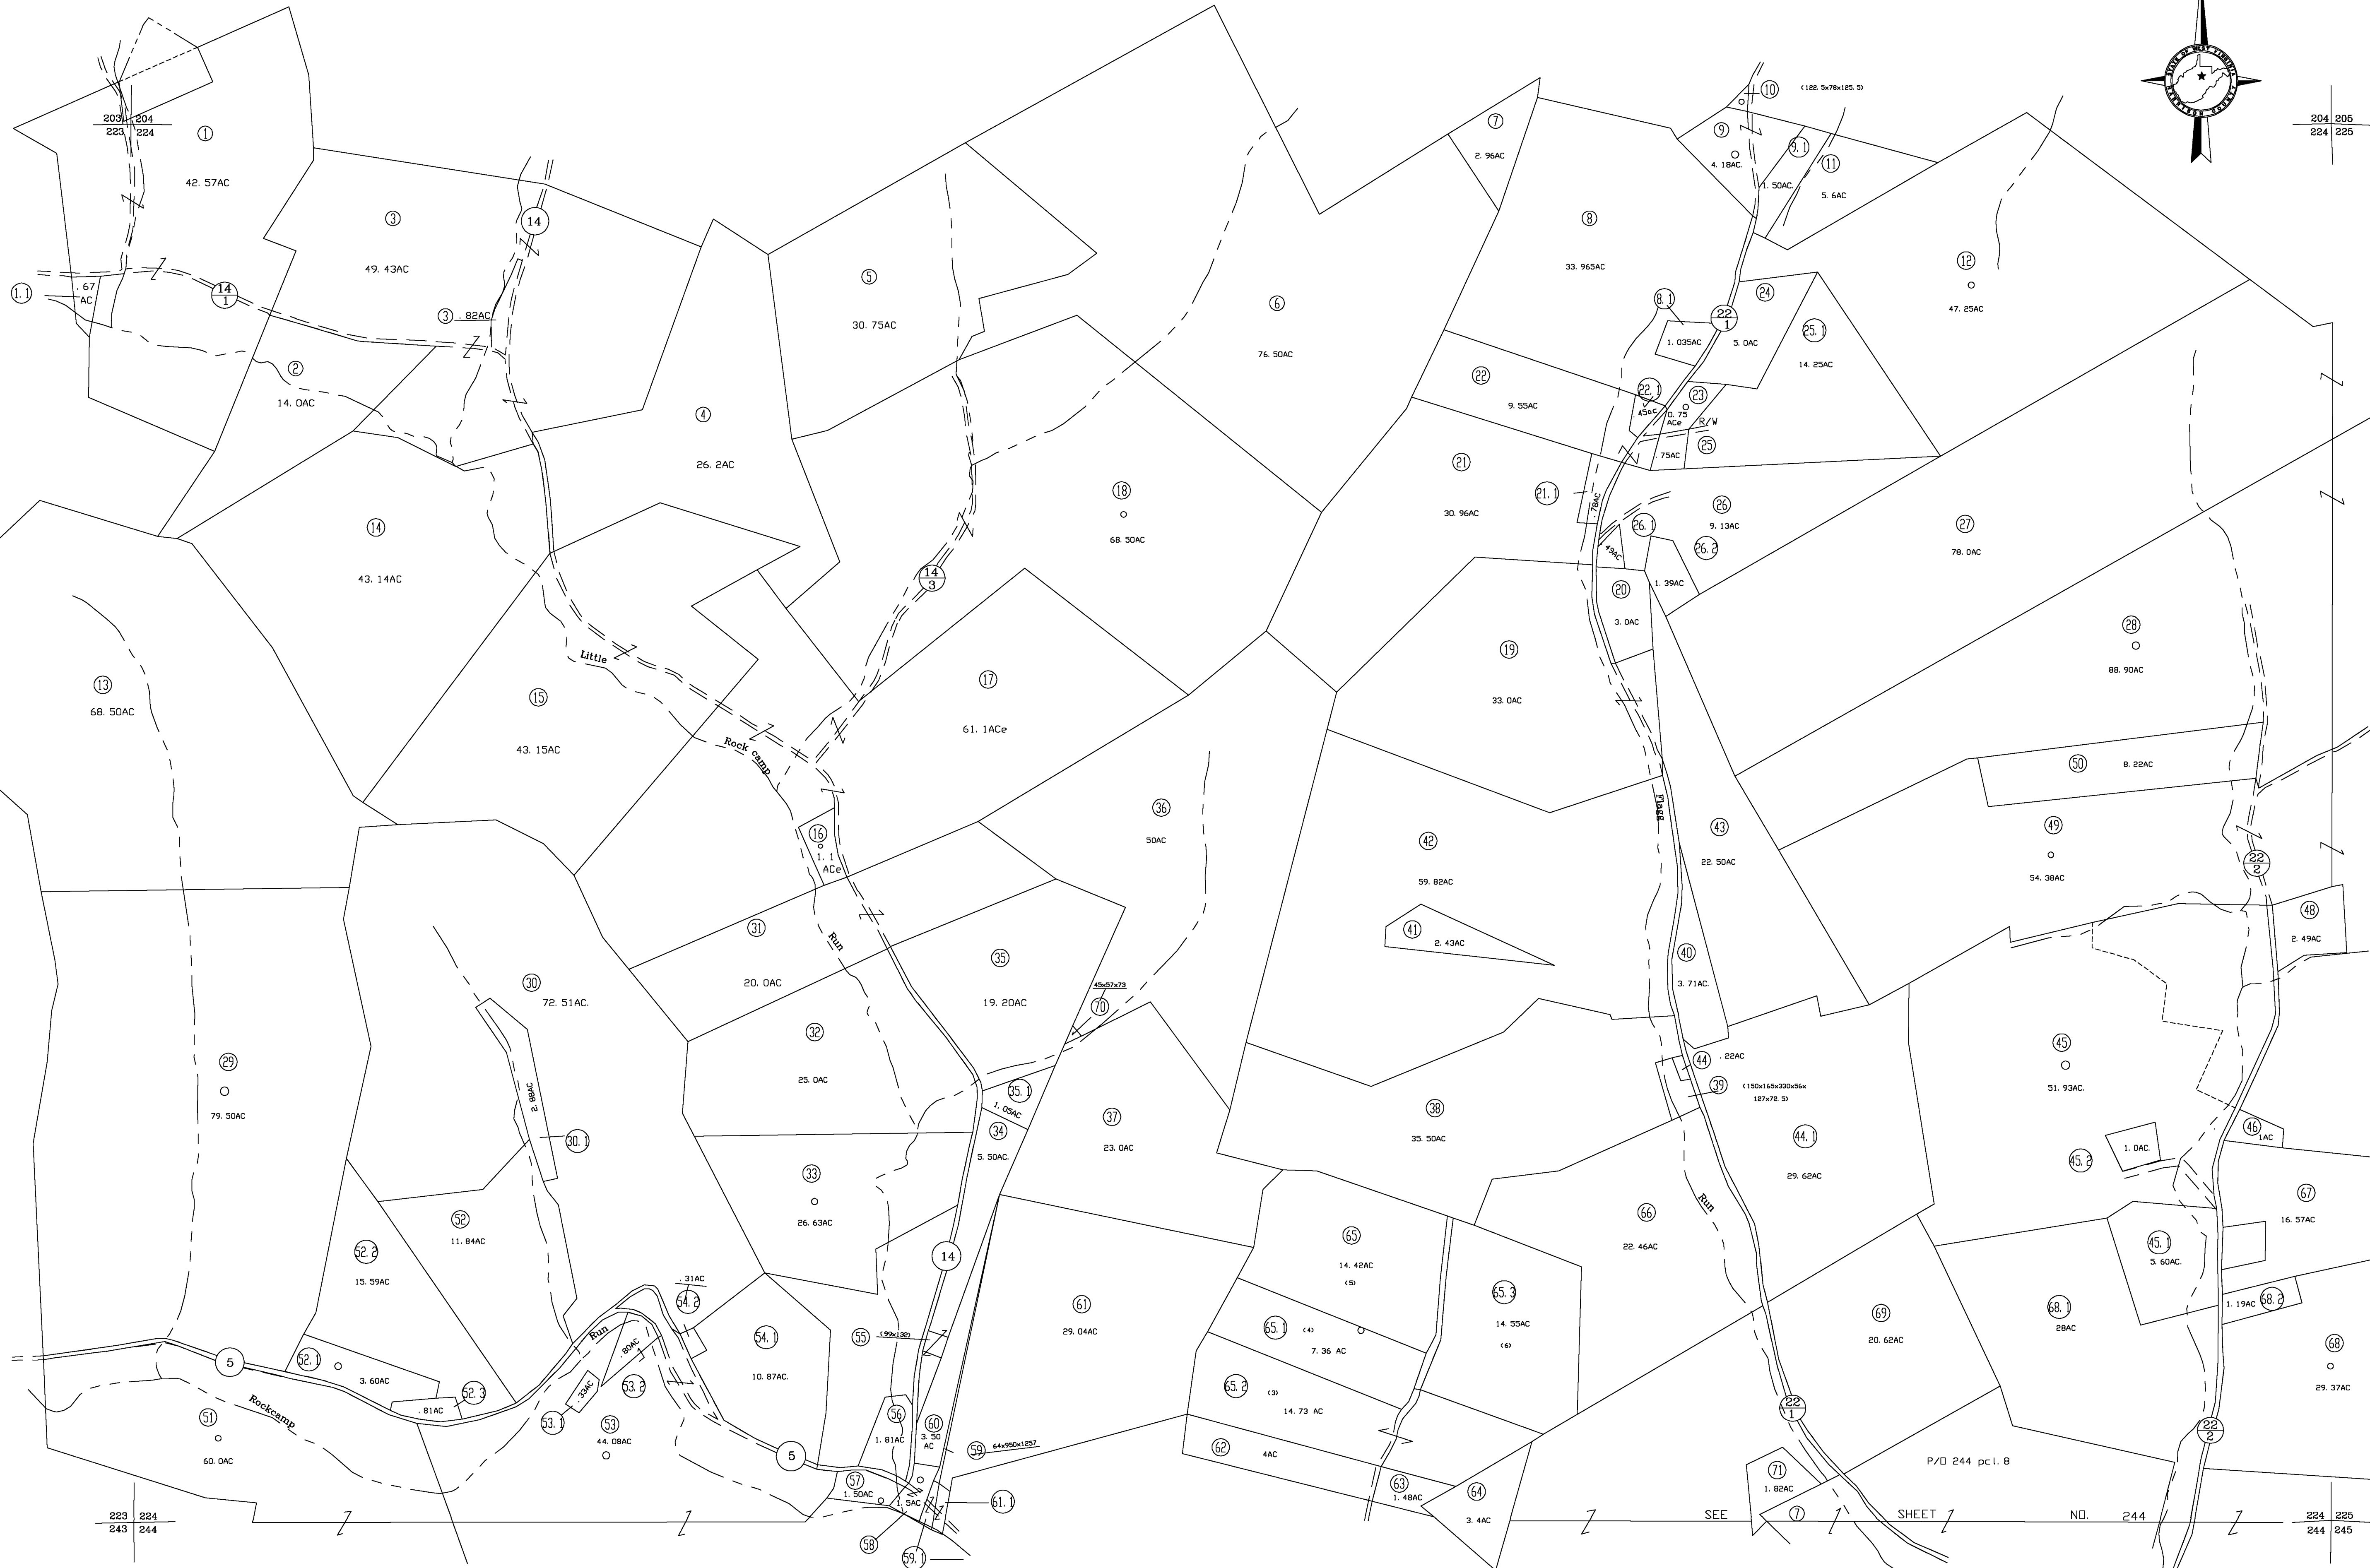 STATE OF WEST VIRGINIA
HARRISON COUNTY
203 204
223 224
204 205
224 225
1
42. 57AC
1. 1
. 67
AC
14
1
2
14. 0AC
3
49. 43AC
14
3 . 82AC
4
26. 2AC
5
30. 75AC
6
76. 50AC
7
2. 96AC
8
33. 965AC
8. 1
1. 035AC
9
4. 18AC.
9. 1
1. 50AC.
10
(122. 5x78x125. 5)
11
5. 6AC
12
47. 25AC
22
1
24
5. 0AC
25. 1
14. 25AC
22
9. 55AC
22. 1
. 45AC
23
0. 75
ACe
R/W
25
. 75AC
21
30. 96AC
21. 1
. 78AC
26
9. 13AC
26. 1
. 49AC
26. 2
1. 39AC
27
78. 0AC
28
88. 90AC
13
68. 50AC
14
43. 14AC
15
43. 15AC
Little
Rock camp
Run
14
3
18
68. 50AC
17
61. 1ACe
16
1. 1
ACe
19
33. 0AC
20
3. 0AC
Flagg
Run
36
50AC
42
59. 82AC
41
2. 43AC
43
22. 50AC
40
3. 71AC.
50
8. 22AC
49
54. 38AC
22
2
48
2. 49AC
29
79. 50AC
30
72. 51AC.
2. 88AC
30. 1
31
20. 0AC
32
25. 0AC
33
26. 63AC
35
19. 20AC
45x57x73
70
35. 1
1. 05AC
34
5. 50AC.
37
23. 0AC
38
35. 50AC
44
. 22AC
39
(150x165x330x56x
127x72. 5)
44. 1
29. 62AC
45
51. 93AC.
45. 2
1. 0AC.
46
1AC
67
16. 57AC
45. 1
5. 60AC.
52
11. 84AC
52. 2
15. 59AC
52. 1
3. 60AC
52. 3
. 81AC
5
51
60. 0AC
Rockcamp
Run
53
44. 08AC
53. 1
. 33AC
53. 2
. 80AC
. 31AC
54. 2
54. 1
10. 87AC.
5
14
55
(99x132)
56
1. 81AC
57
1. 50AC
58
1. 5AC
59
64x950x1257
59. 1
60
3. 50
AC
61
29. 04AC
61. 1
65
14. 42AC
(5)
65. 1
(4)
7. 36 AC
65. 2
(3)
14. 73 AC
65. 3
14. 55AC
(6)
62
4AC
63
1. 48AC
64
3. 4AC
66
22. 46AC
69
20. 62AC
68. 1
28AC
68. 2
1. 19AC
68
29. 37AC
22
1
22
2
71
1. 82AC
7
P/O 244 pcl. 8
SEE SHEET NO. 244
223 224
243 244
224 225
244 245